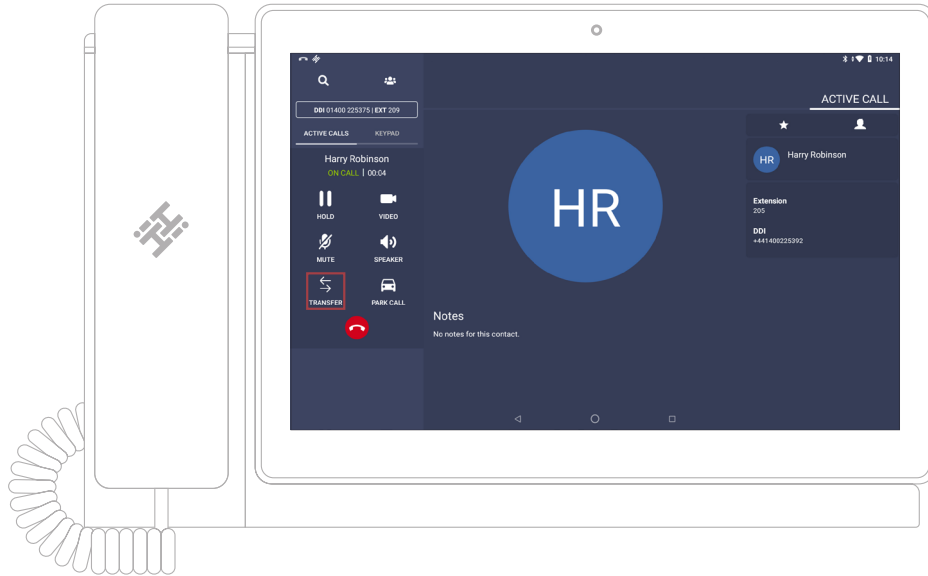 10:14
DDI 01400 225375 | EXT 209
ACTIVE CALLS KEYPAD
Harry Robinson
ON CALL | 00:04
HOLD VIDEO
MUTE SPEAKER
TRANSFER PARK CALL
HR
Notes
No notes for this contact.
ACTIVE CALL
HR Harry Robinson
Extension
205
DDI
+441400225392